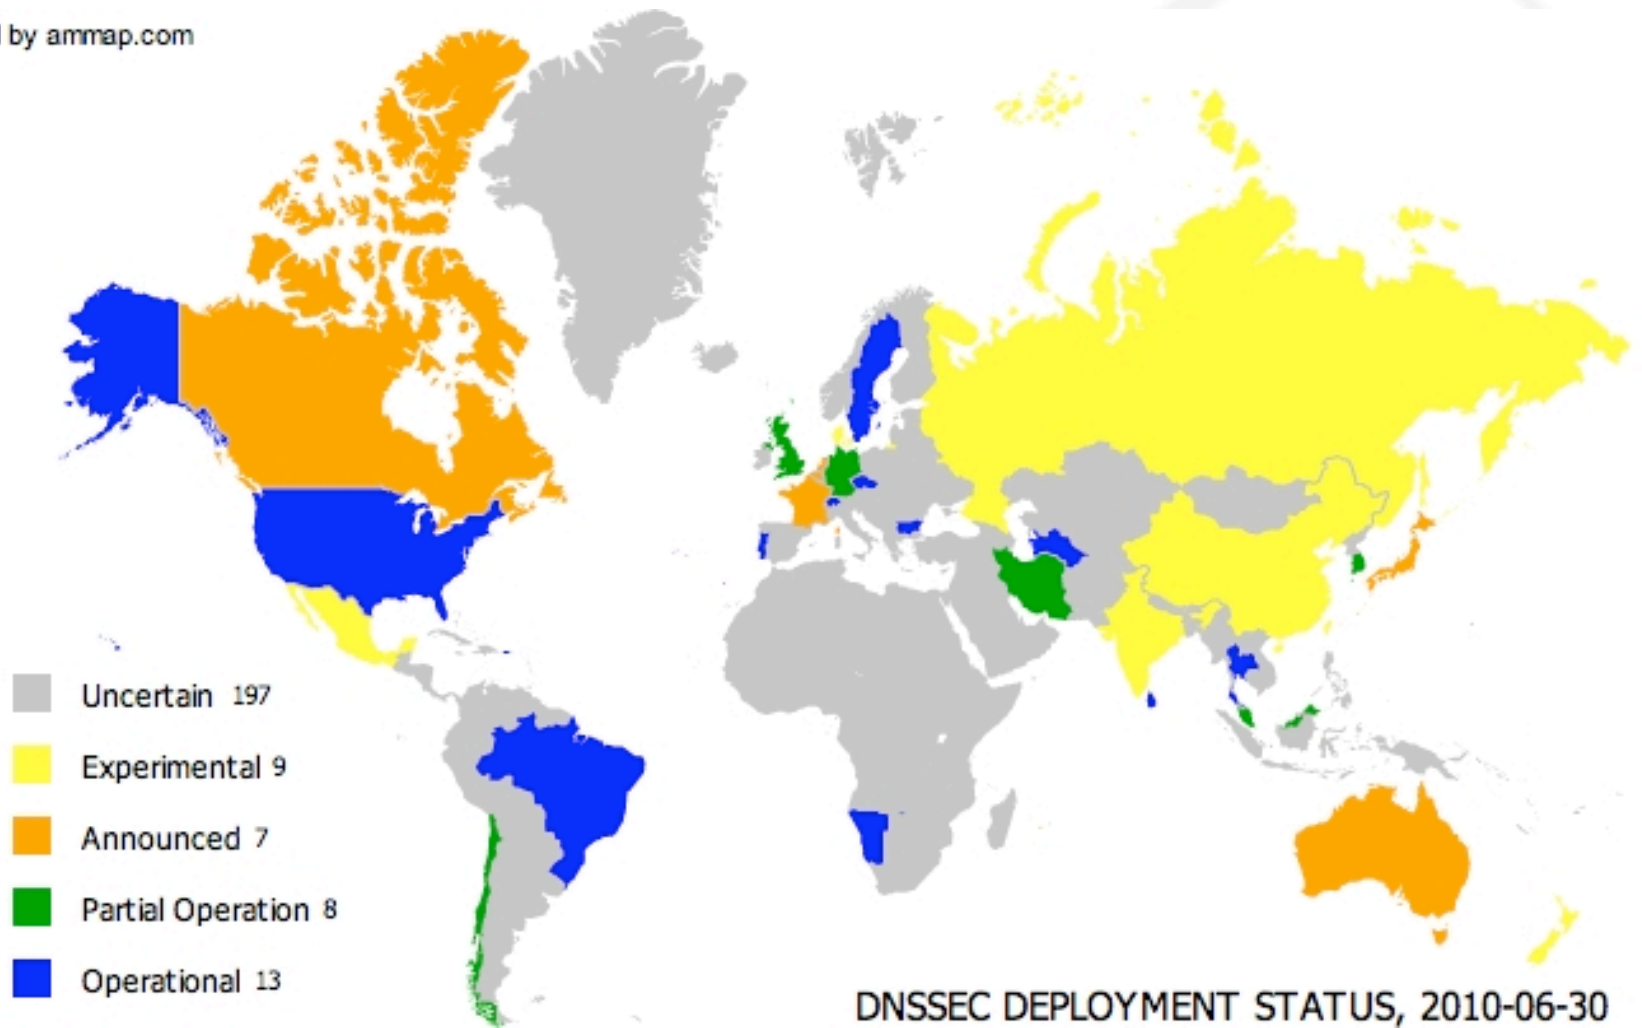 by ammap.com
Uncertain 197
Experimental 9
Announced 7
Partial Operation 8
Operational 13
DNSSEC DEPLOYMENT STATUS, 2010-06-30